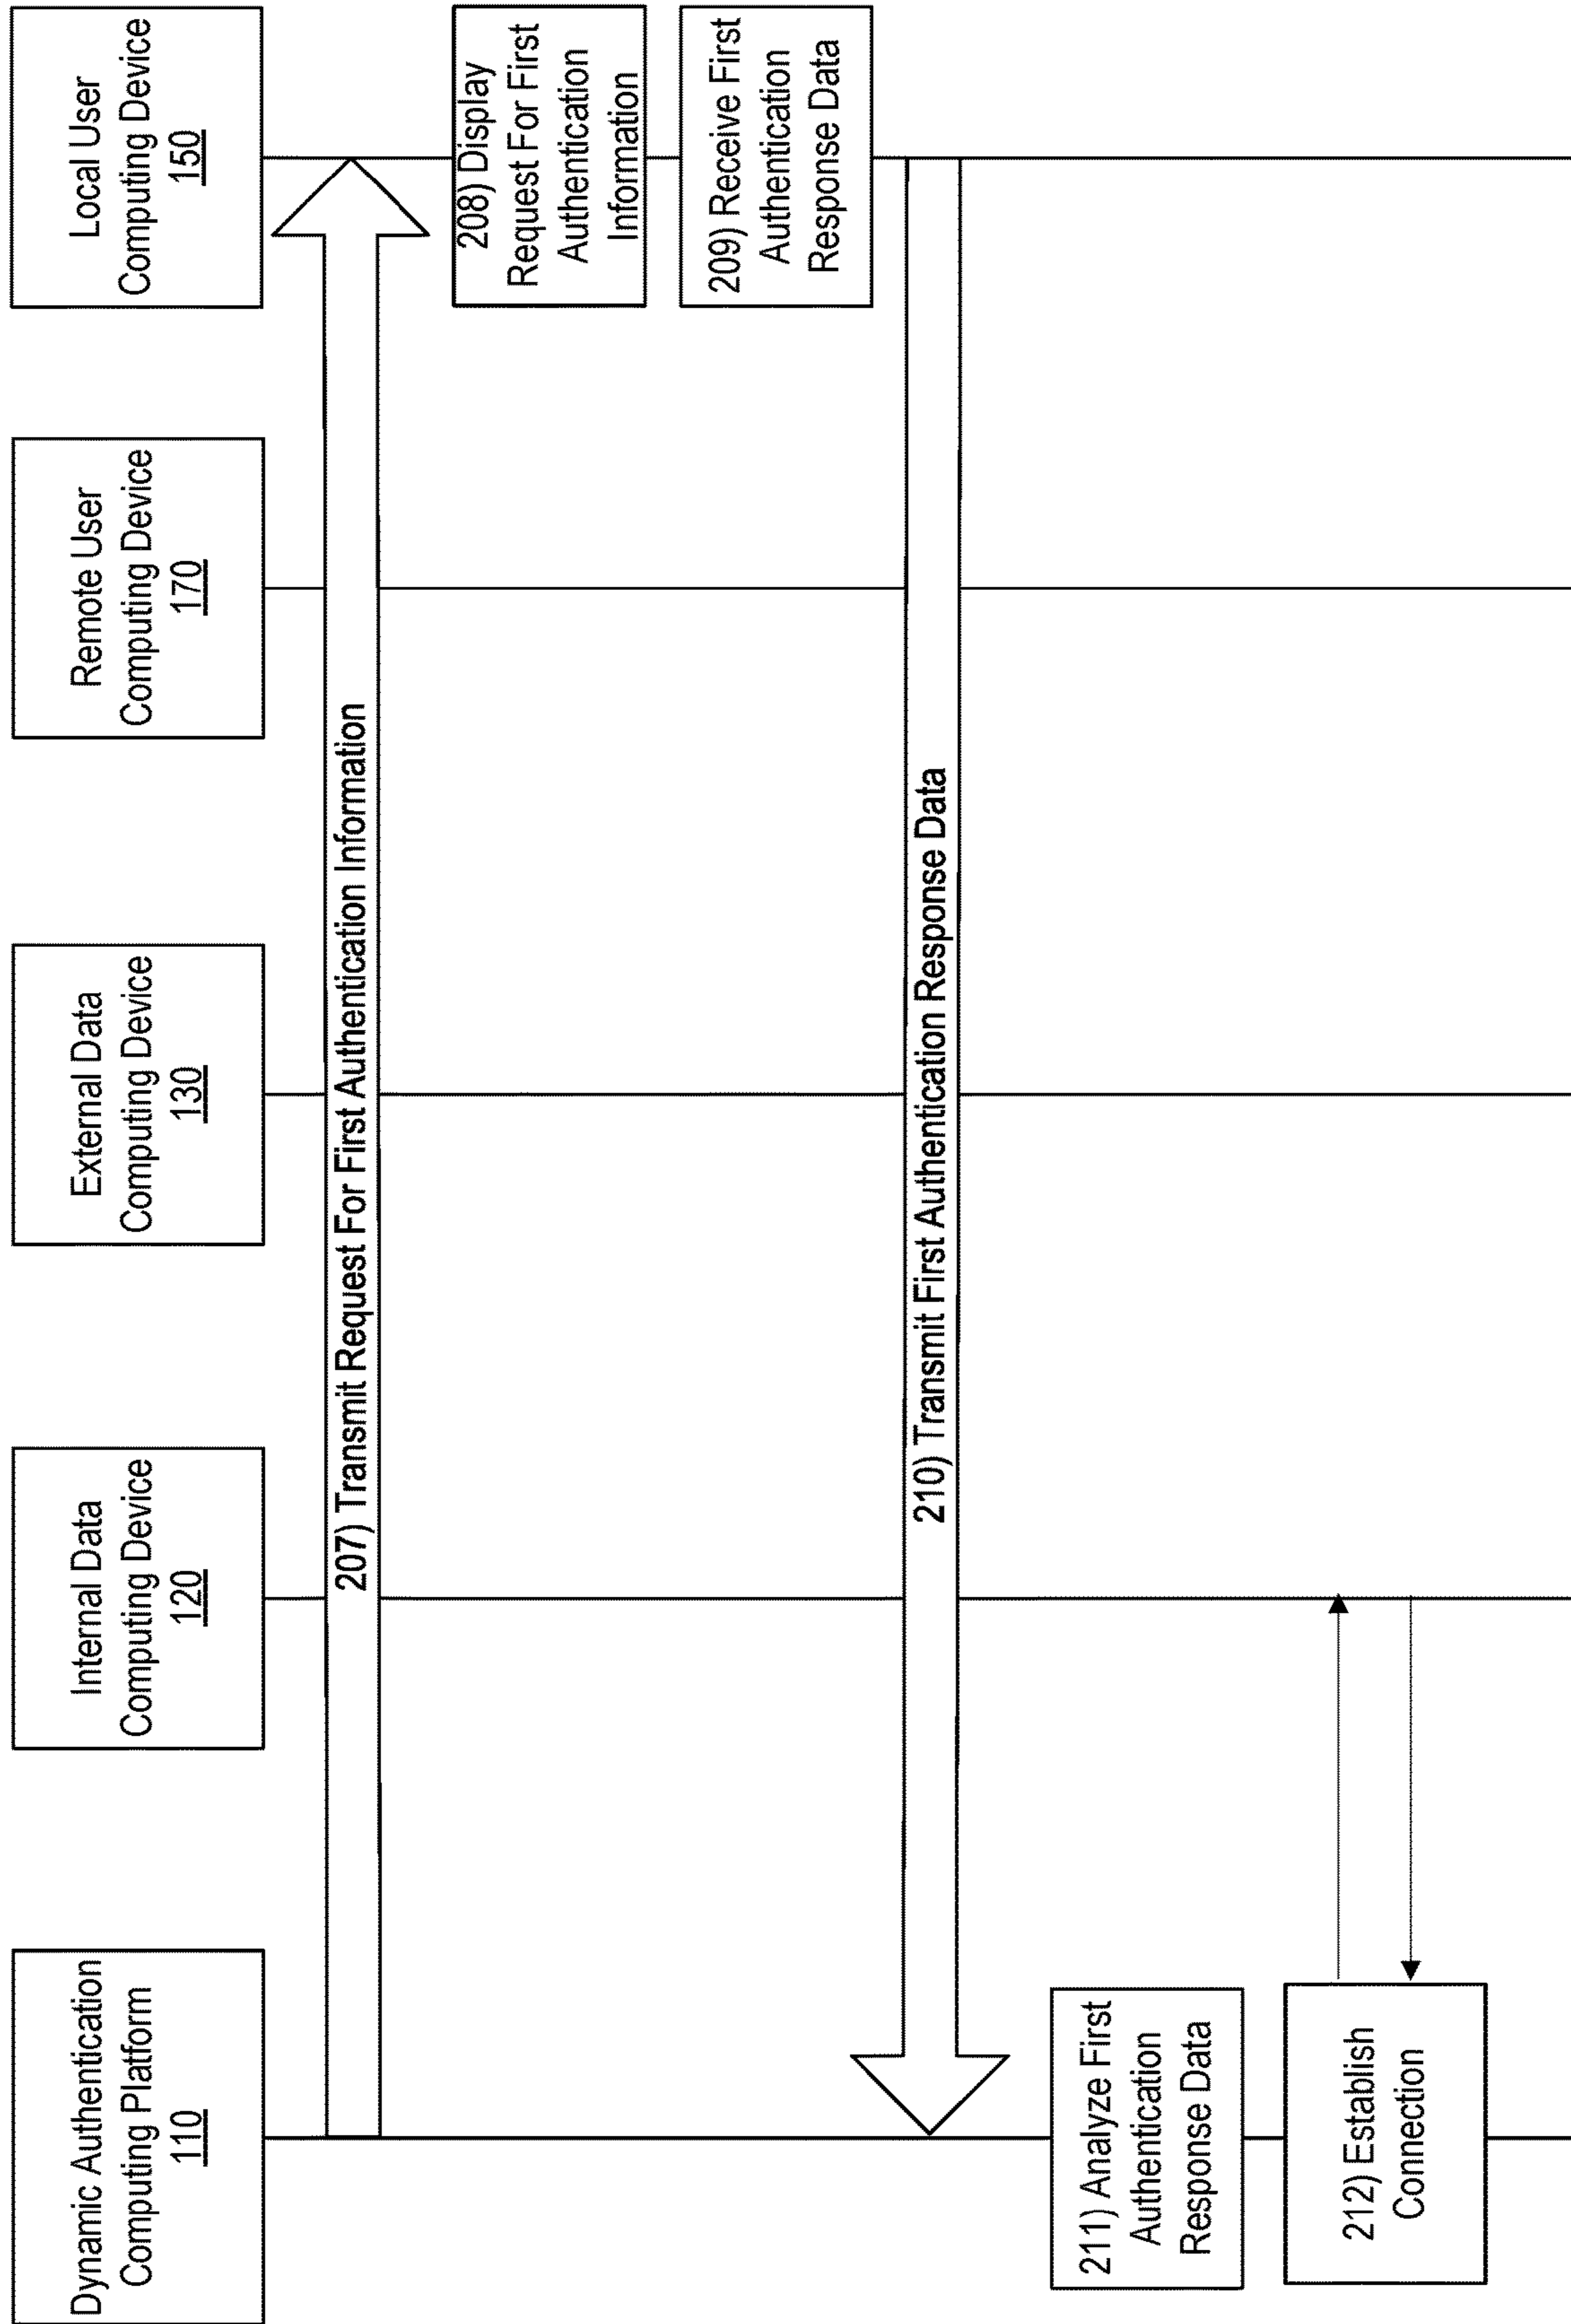 Dynamic Authentication
Computing Platform
110
Internal Data
Computing Device
120
External Data
Computing Device
130
Remote User
Computing Device
170
Local User
Computing Device
150
207) Transmit Request For First Authentication Information
208) Display
Request For First
Authentication
Information
209) Receive First
Authentication
Response Data
210) Transmit First Authentication Response Data
211) Analyze First
Authentication
Response Data
212) Establish
Connection